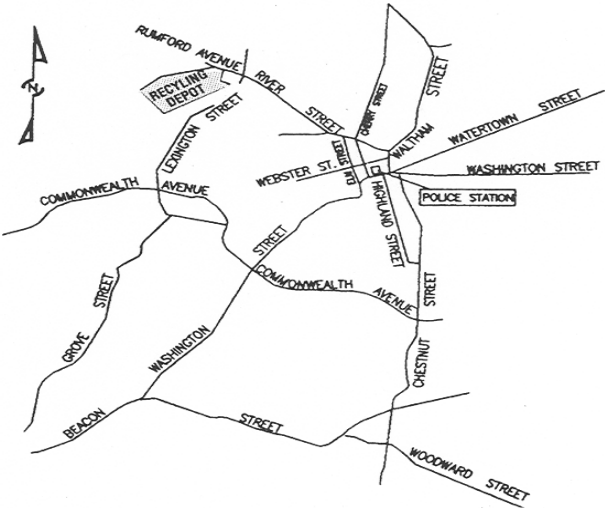 RUMFORD AVENUE
RECYLING
DEPOT
RIVER
STREET
LEXINGTON STREET
CHERRY STREET
STREET
WALTHAM
WATERTOWN STREET
WEBSTER ST.
ELM STREET
WASHINGTON STREET
POLICE STATION
HIGHLAND STREET
COMMONWEALTH AVENUE
STREET
COMMONWEALTH
AVENUE
STREET
CHESTNUT
GROVE STREET
WASHINGTON
BEACON
STREET
WOODWARD STREET
N